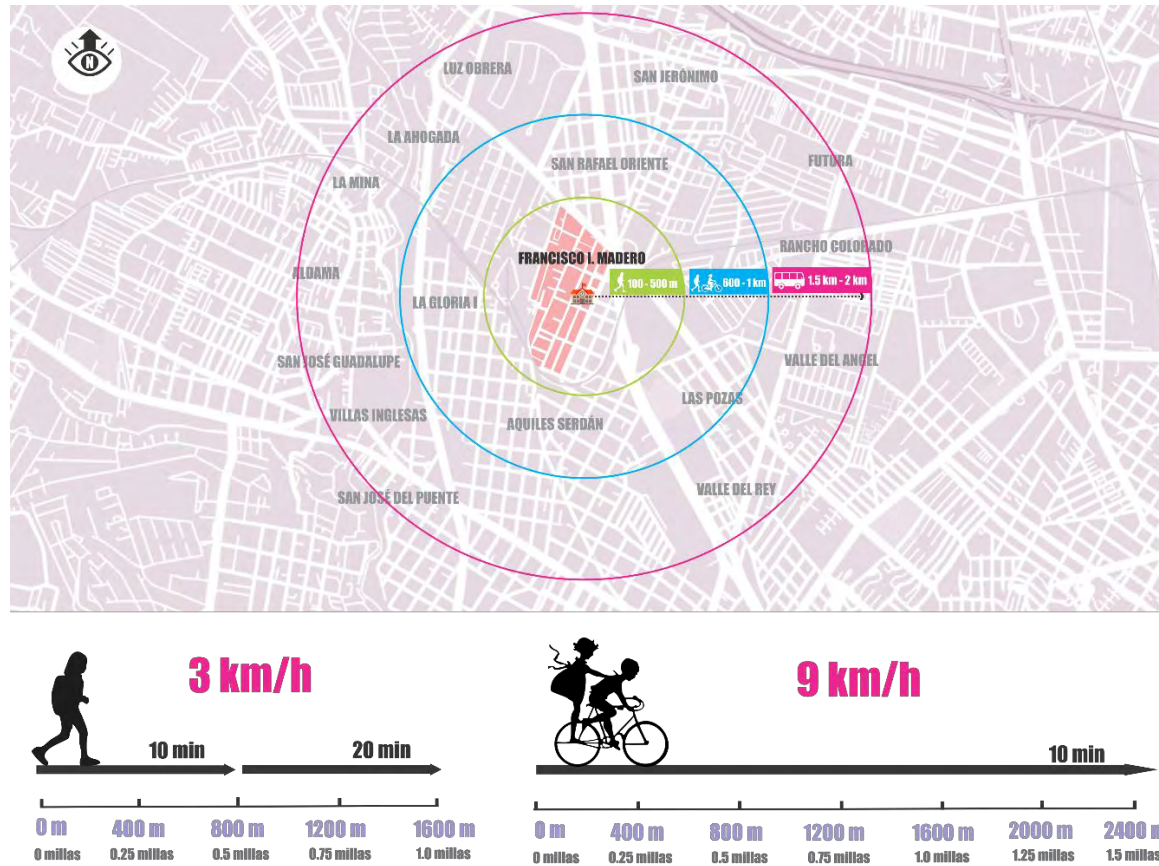 N
LUZ OBRERA
SAN JERÓNIMO
LA AHOGADA
SAN RAFAEL ORIENTE
FUTURA
LA MINA
RANCHO COLORADO
FRANCISCO I. MADERO
ALDAMA
100 - 500 m
600 - 1 km
1.5 km - 2 km
LA GLORIA I
SAN JOSÉ GUADALUPE
VALLE DEL ANGEL
LAS POZAS
VILLAS INGLESAS
AQUILES SERDÁN
SAN JOSÉ DEL PUENTE
VALLE DEL REY
3 km/h
10 min
20 min
0 m 400 m 800 m 1200 m 1600 m
0 millas 0.25 millas 0.5 millas 0.75 millas 1.0 millas
9 km/h
10 min
0 m 400 m 800 m 1200 m 1600 m 2000 m 2400 m
0 millas 0.25 millas 0.5 millas 0.75 millas 1.0 millas 1.25 millas 1.5 millas